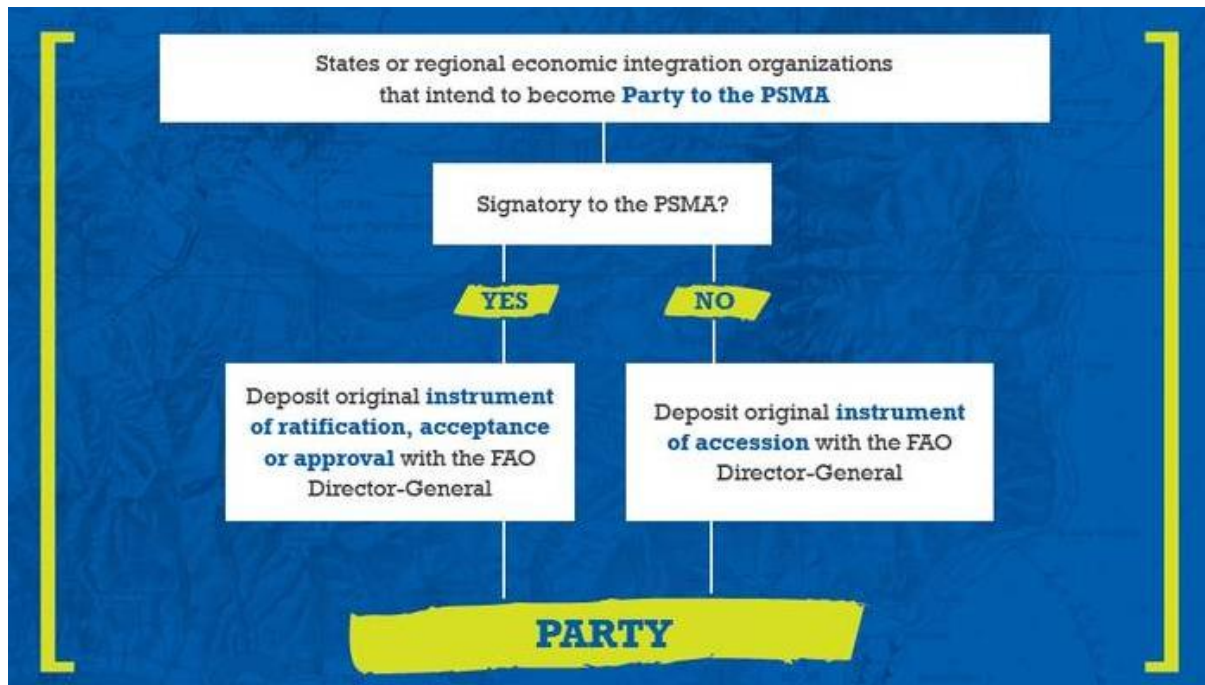 States or regional economic integration organizations
that intend to become Party to the PSMA
Signatory to the PSMA?
YES
NO
Deposit original instrument
of ratification, acceptance
or approval with the FAO
Director-General
Deposit original instrument
of accession with the FAO
Director-General
PARTY